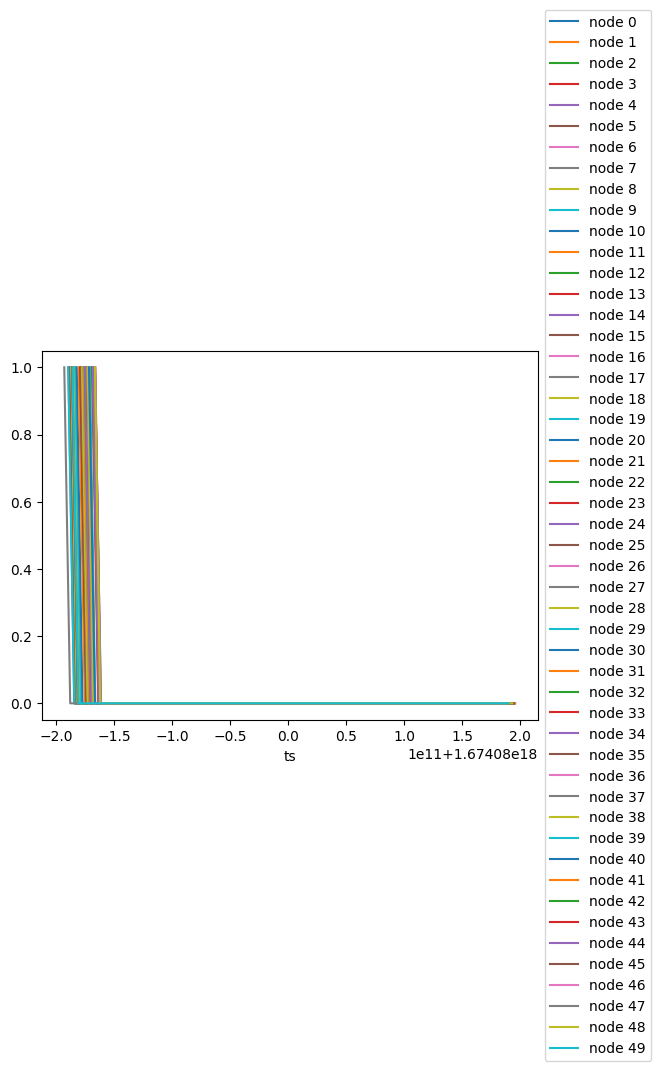 1.0
0.8
0.6
0.4
0.2
0.0
−2.0 −1.5 −1.0 −0.5 0.0 0.5 1.0 1.5 2.0
ts
1e11+1.67408e18
node 0
node 1
node 2
node 3
node 4
node 5
node 6
node 7
node 8
node 9
node 10
node 11
node 12
node 13
node 14
node 15
node 16
node 17
node 18
node 19
node 20
node 21
node 22
node 23
node 24
node 25
node 26
node 27
node 28
node 29
node 30
node 31
node 32
node 33
node 34
node 35
node 36
node 37
node 38
node 39
node 40
node 41
node 42
node 43
node 44
node 45
node 46
node 47
node 48
node 49